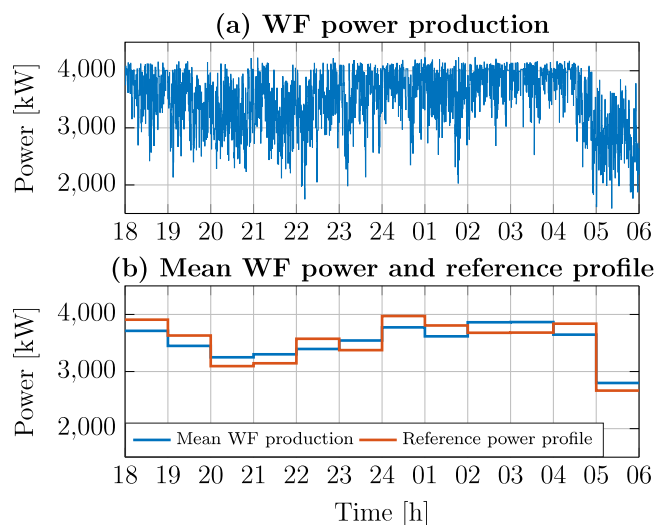 (a) WF power production
Power [kW]
4,000
3,000
2,000
18 19 20 21 22 23 24 01 02 03 04 05 06
(b) Mean WF power and reference profile
Power [kW]
4,000
3,000
2,000
Mean WF production Reference power profile
18 19 20 21 22 23 24 01 02 03 04 05 06
Time [h]